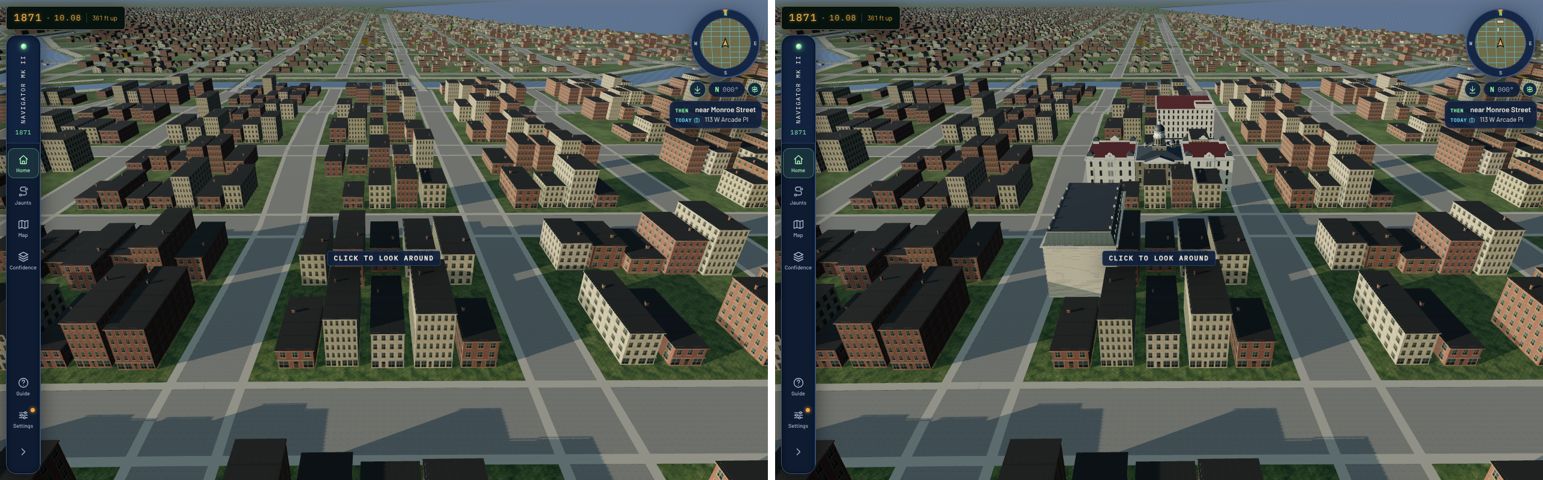 1871 · 10.08 | 361 ft up
NAVIGATOR MK II
1871
Home
Jaunts
Map
Confidence
Guide
Settings
N
W
E
S
N 000°
THEN near Monroe Street
TODAY 113 W Arcade Pl
CLICK TO LOOK AROUND
1871 · 10.08 | 361 ft up
NAVIGATOR MK II
1871
Home
Jaunts
Map
Confidence
Guide
Settings
W
E
S
N 000°
THEN near Monroe Street
TODAY 113 W Arcade Pl
CLICK TO LOOK AROUND